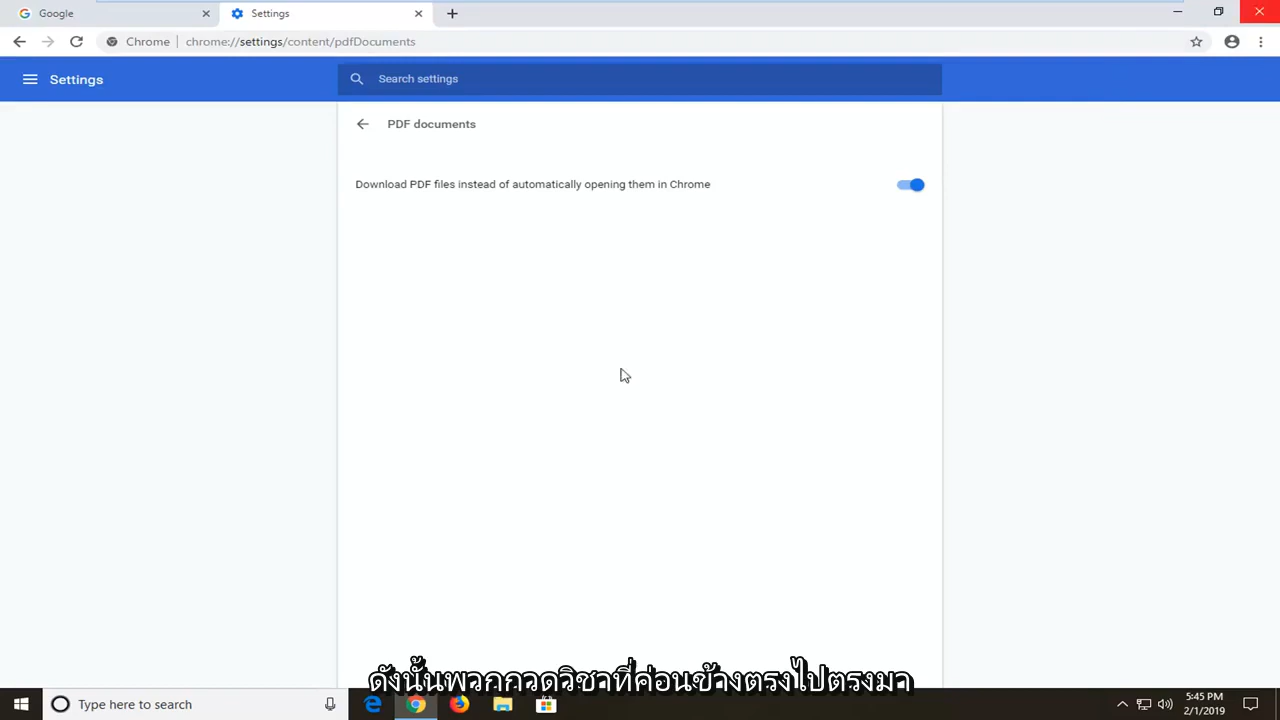 Google
Settings
Chrome
chrome://settings/content/pdfDocuments
Settings
Search settings
PDF documents
Download PDF files instead of automatically opening them in Chrome
ดังนั้นพวกกวดวิชาที่ค่อนข้างตรงไปตรงมา
Type here to search
5:45 PM
2/1/2019